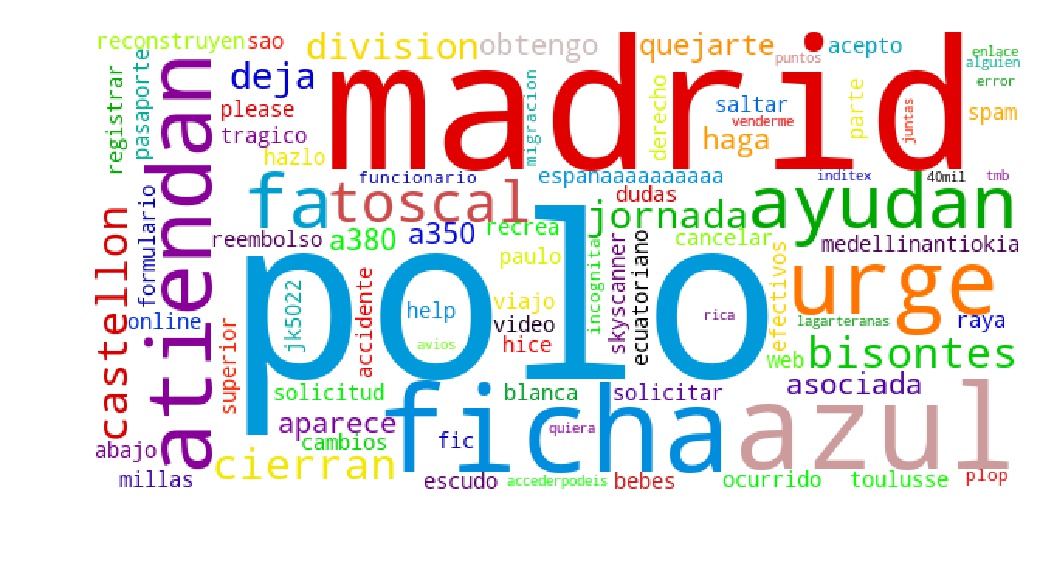 reconstruyen
sao
division
obtengo
quejarte
puntos
acepto
enlace
alguien
error
registrar
pasaporte
atiendan
deja
madrid
please
tragico
hazlo
migracion
derecho
saltar
venderme
haga
parte
juntas
spam
funcionario
españaaaaaaaaaa
inditex
40mil
tmb
fa
toscal
dudas
jornada
ayudan
castellon
formulario
reembolso
a380
a350
recrea
cancelar
medellinantiokia
polo
paulo
incognita
skyscanner
ecuatoriano
efectivos
urge
jk5022
accidente
help
viajo
rica
online
video
lagarteranas
raya
superior
avios
hice
web
bisontes
solicitud
blanca
solicitar
asociada
aparece
ficha
azul
cambios
fic
quiera
abajo
cierran
millas
escudo
accederpodeis
bebes
ocurrido
toulusse
plop